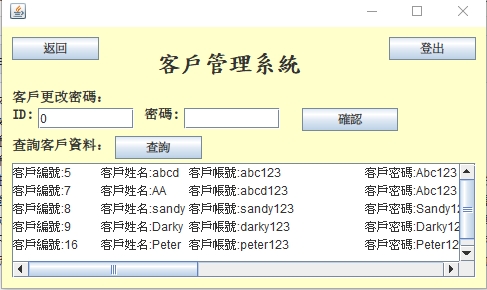 返回
登出
客戶管理系統
客戶更改密碼：
ID: 0 密碼: 確認
查詢客戶資料： 查詢
客戶編號:5 客戶姓名:abcd 客戶帳號:abc123 客戶密碼:Abc123
客戶編號:7 客戶姓名:AA 客戶帳號:abcd123 客戶密碼:Abc1
客戶編號:8 客戶姓名:sandy 客戶帳號:sandy123 客戶密碼:Sandy12
客戶編號:9 客戶姓名:Darky 客戶帳號:darky123 客戶密碼:Darky1
客戶編號:16 客戶姓名:Peter 客戶帳號:peter123 客戶密碼:Peter12